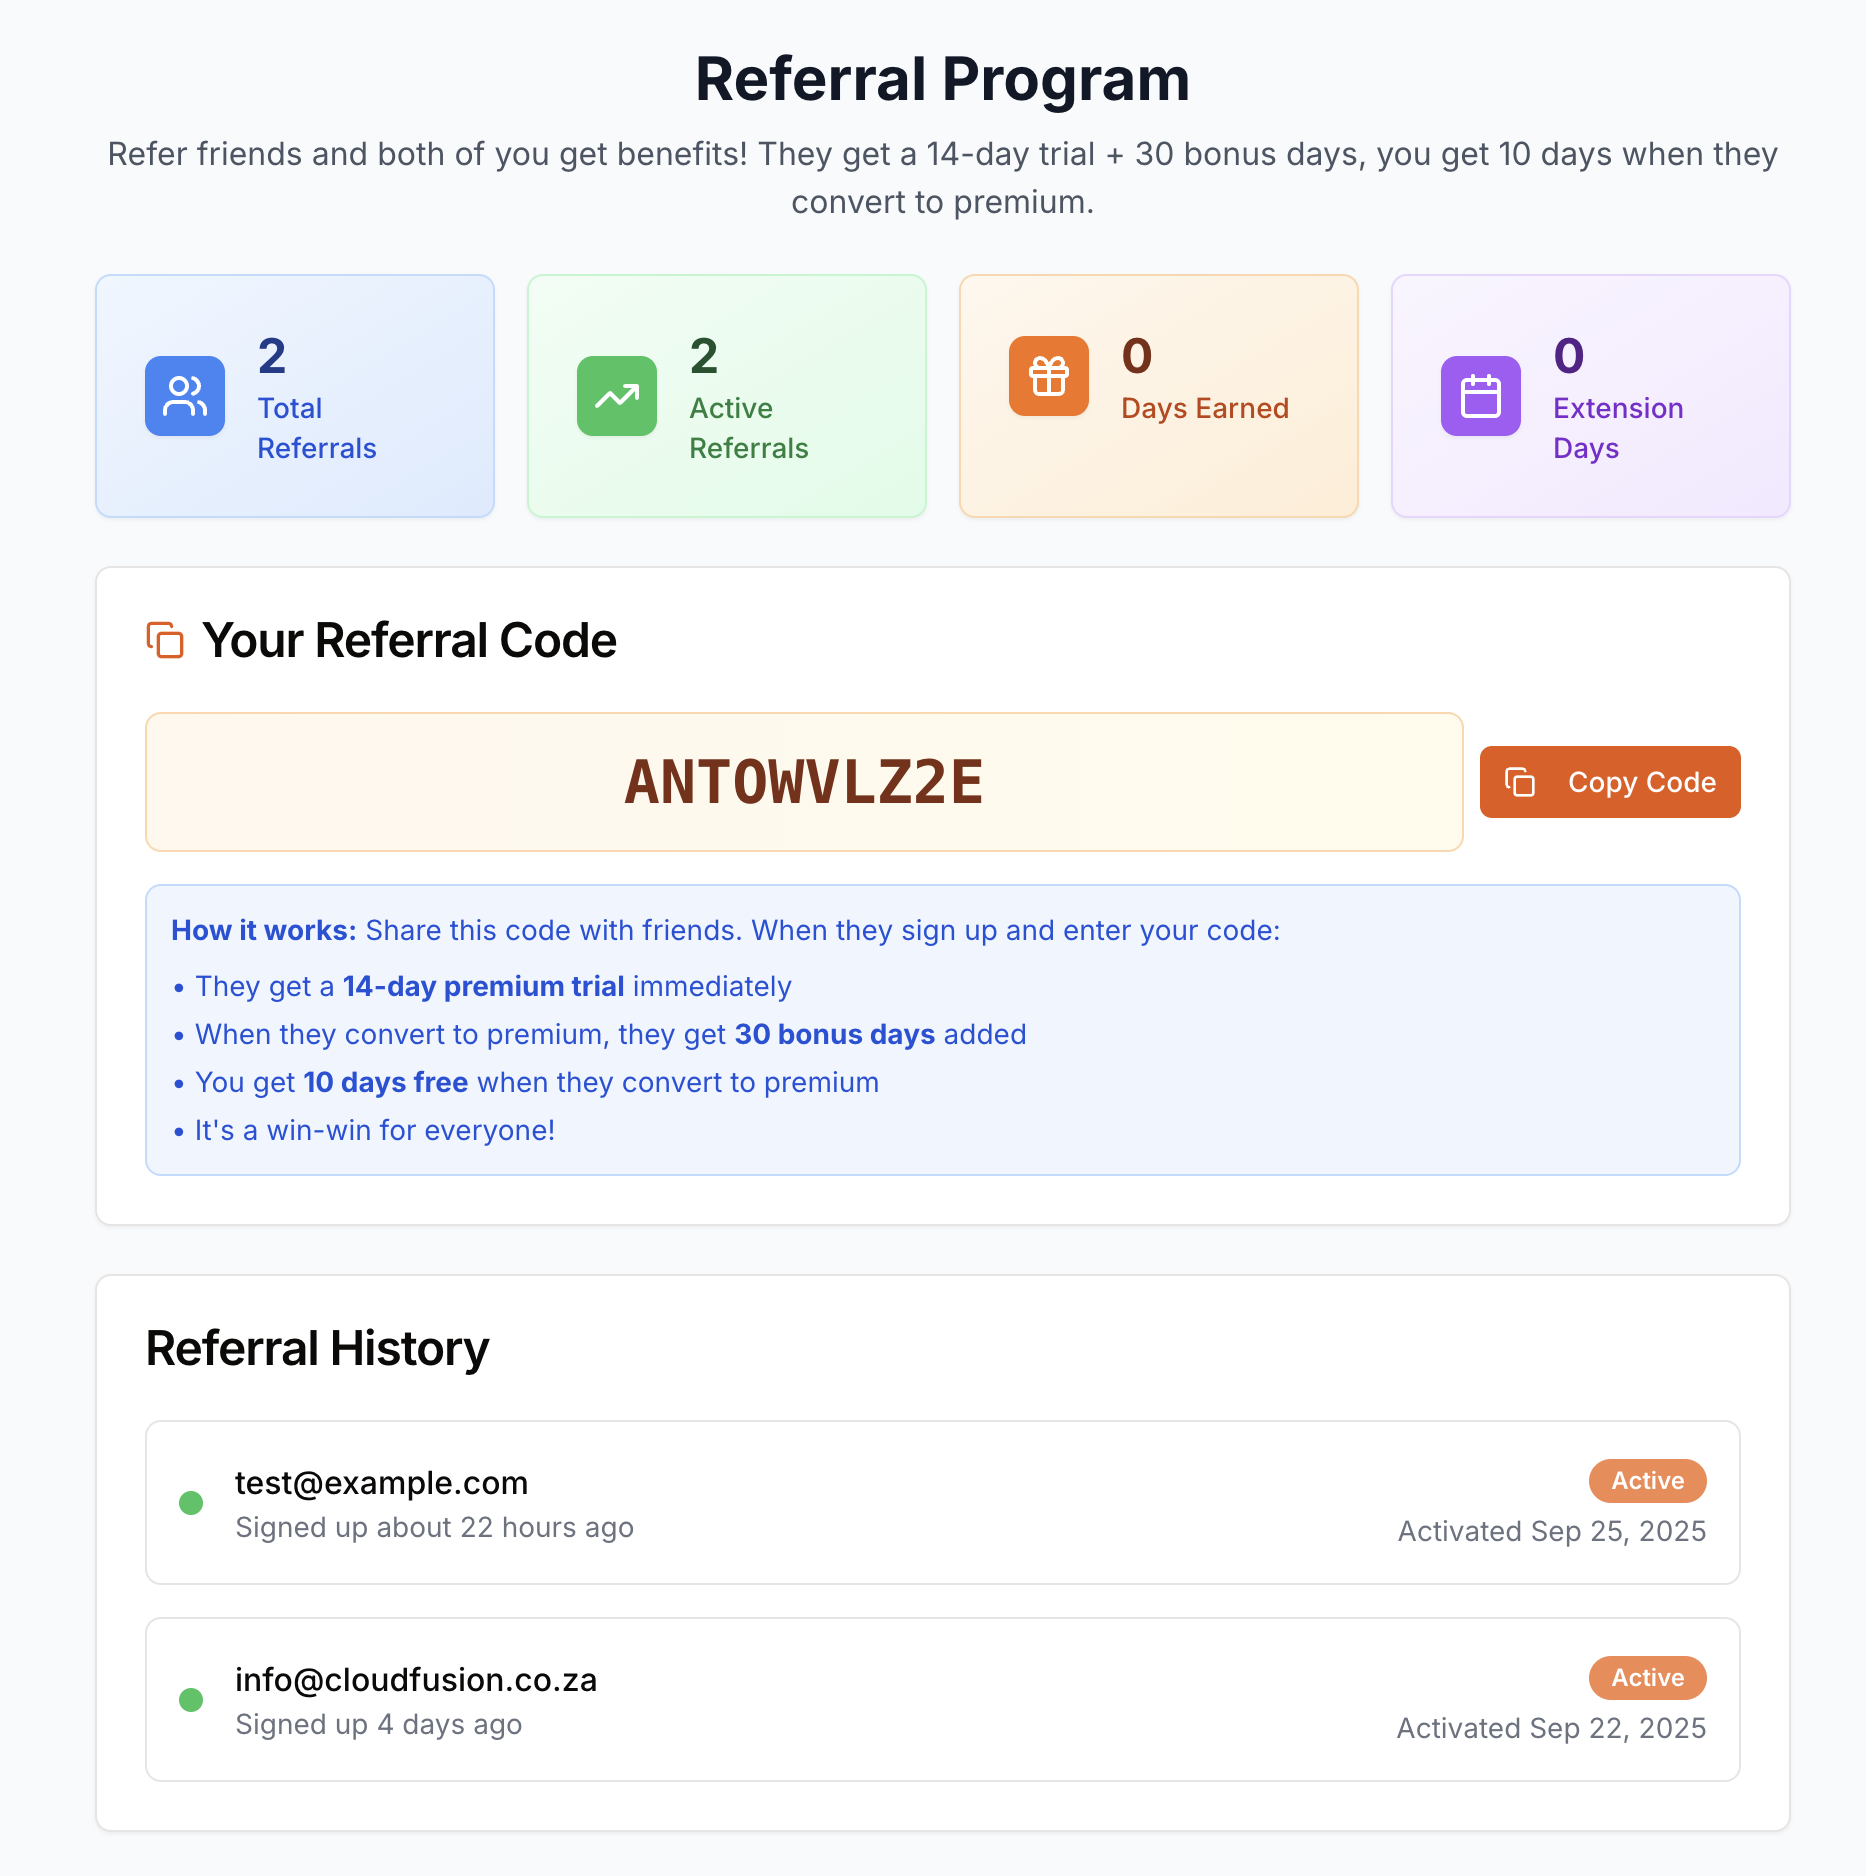 Referral Program
Refer friends and both of you get benefits! They get a 14-day trial + 30 bonus days, you get 10 days when they
convert to premium.
2
Total
Referrals
2
Active
Referrals
0
Days Earned
0
Extension
Days
Your Referral Code
ANTOWVLZ2E
Copy Code
How it works: Share this code with friends. When they sign up and enter your code:
• They get a 14-day premium trial immediately
• When they convert to premium, they get 30 bonus days added
• You get 10 days free when they convert to premium
• It's a win-win for everyone!
Referral History
test@example.com
Signed up about 22 hours ago
Active
Activated Sep 25, 2025
info@cloudfusion.co.za
Signed up 4 days ago
Active
Activated Sep 22, 2025